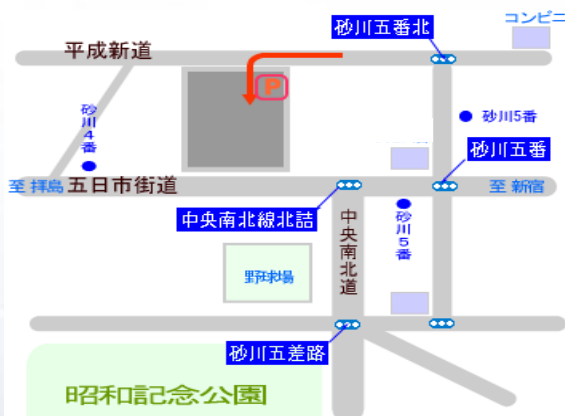 コンビニ
砂川五番北
平成新道
P
砂川4番
砂川5番
砂川五番
至 拝島
五日市街道
至 新宿
中央南北線北詰
砂川5番
中央南北道
野球場
砂川五差路
昭和記念公園